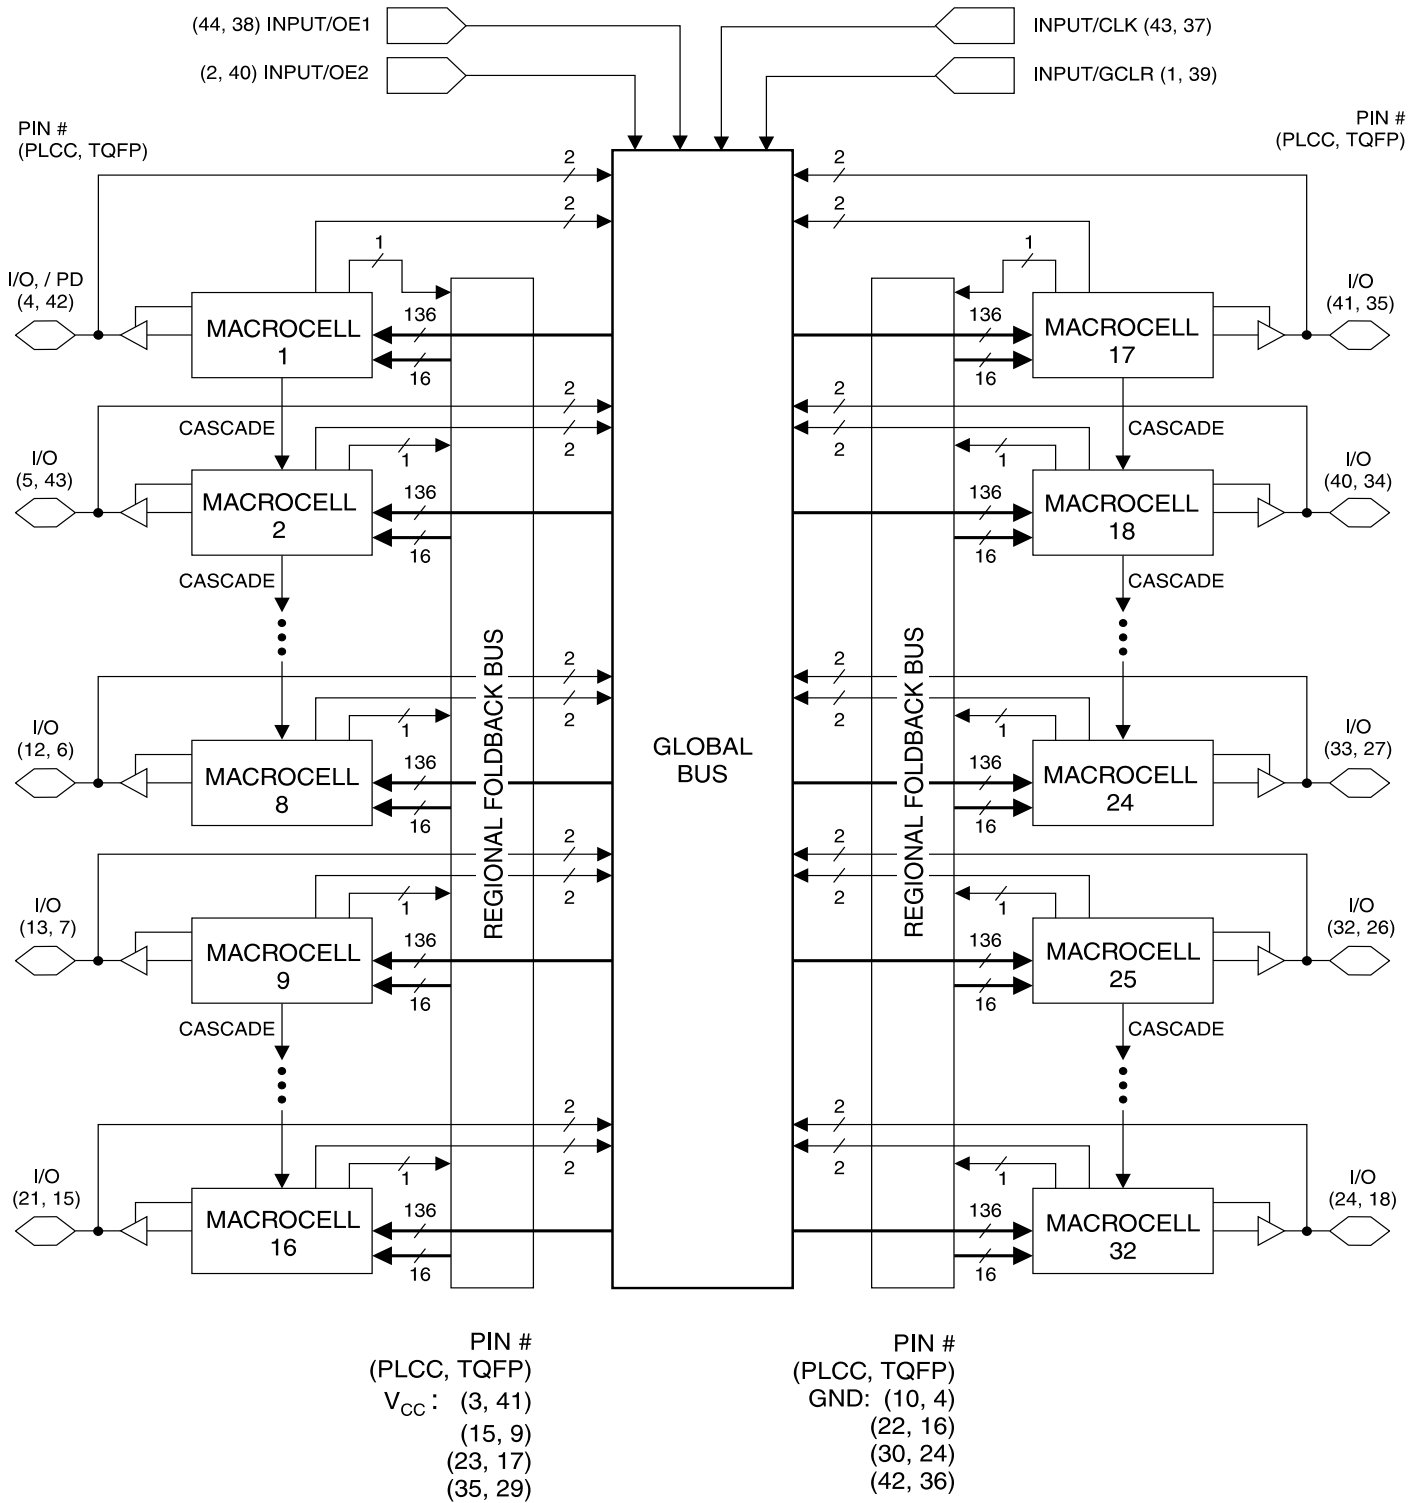 (44, 38) INPUT/OE1
INPUT/CLK (43, 37)
(2, 40) INPUT/OE2
INPUT/GCLR (1, 39)
PIN #
(PLCC, TQFP)
PIN #
(PLCC, TQFP)
2
2
2
2
1
1
I/O, / PD
(4, 42)
MACROCELL
1
136
16
136
16
MACROCELL
17
I/O
(41, 35)
CASCADE
2
2
1
2
2
1
CASCADE
I/O
(5, 43)
MACROCELL
2
136
16
136
16
MACROCELL
18
I/O
(40, 34)
CASCADE
CASCADE
REGIONAL FOLDBACK BUS
GLOBAL
BUS
REGIONAL FOLDBACK BUS
2
2
1
2
2
1
I/O
(12, 6)
MACROCELL
8
136
16
136
16
MACROCELL
24
I/O
(33, 27)
2
2
1
2
2
1
I/O
(13, 7)
MACROCELL
9
136
16
136
16
MACROCELL
25
I/O
(32, 26)
CASCADE
CASCADE
2
2
1
2
2
1
I/O
(21, 15)
MACROCELL
16
136
16
136
16
MACROCELL
32
I/O
(24, 18)
PIN #
(PLCC, TQFP)
VCC : (3, 41)
(15, 9)
(23, 17)
(35, 29)
PIN #
(PLCC, TQFP)
GND: (10, 4)
(22, 16)
(30, 24)
(42, 36)